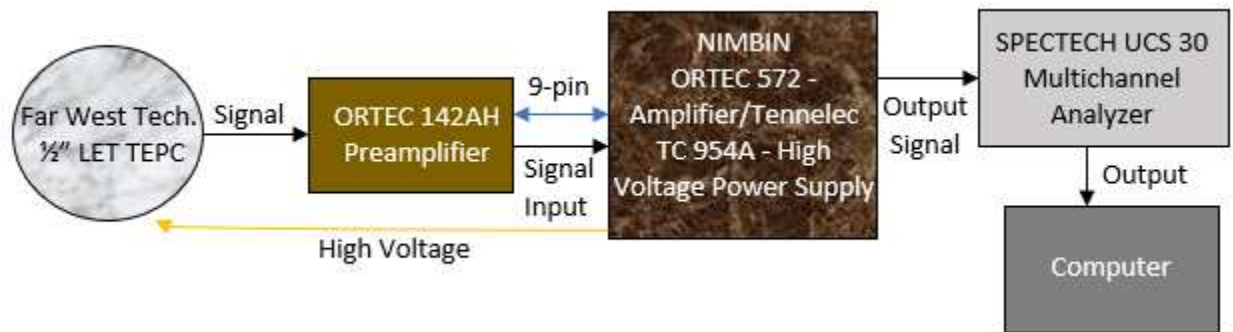 Far West Tech.
½” LET TEPC
Signal
ORTEC 142AH
Preamplifier
9-pin
Signal
Input
High Voltage
NIMBIN
ORTEC 572 -
Amplifier/Tennelec
TC 954A - High
Voltage Power Supply
Output
Signal
SPECTECH UCS 30
Multichannel
Analyzer
Output
Computer